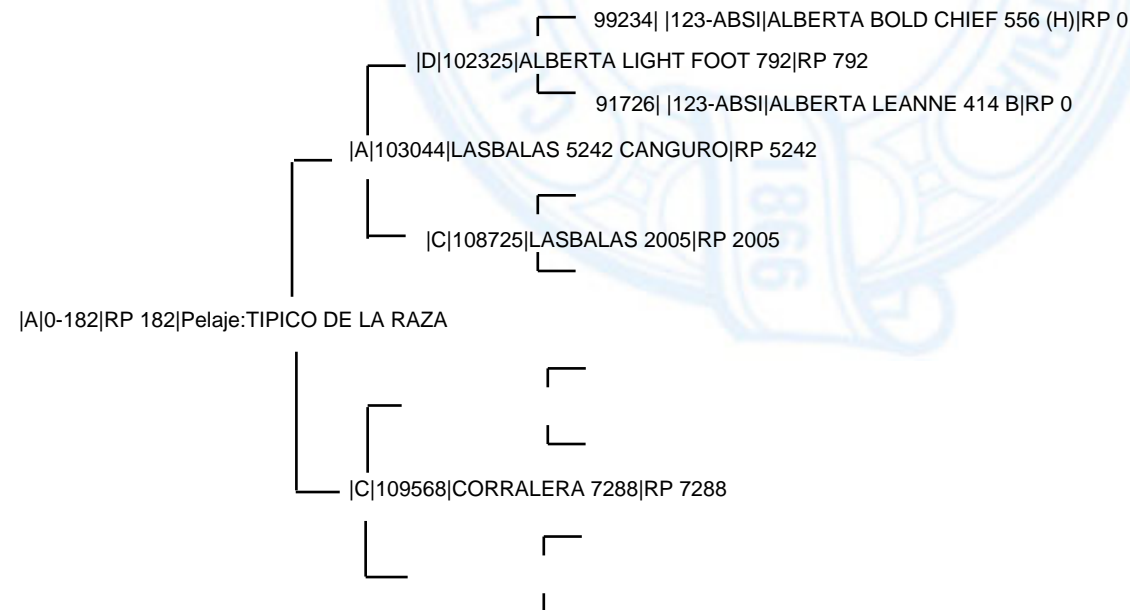 99234| |123-ABSI|ALBERTA BOLD CHIEF 556 (H)|RP 0
|D|102325|ALBERTA LIGHT FOOT 792|RP 792
91726| |123-ABSI|ALBERTA LEANNE 414 B|RP 0
|A|103044|LASBALAS 5242 CANGURO|RP 5242
|C|108725|LASBALAS 2005|RP 2005
|A|0-182|RP 182|Pelaje:TIPICO DE LA RAZA
|C|109568|CORRALERA 7288|RP 7288
1866